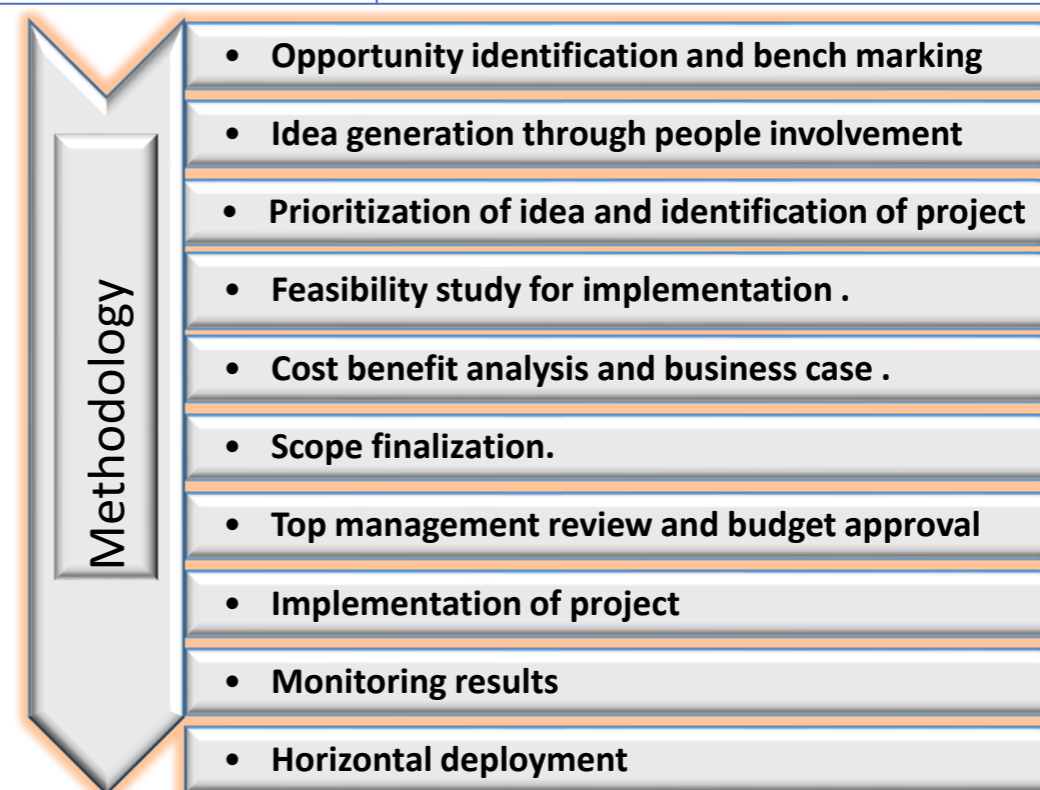 Methodology
• Opportunity identification and bench marking
• Idea generation through people involvement
• Prioritization of idea and identification of project
• Feasibility study for implementation .
• Cost benefit analysis and business case .
• Scope finalization.
• Top management review and budget approval
• Implementation of project
• Monitoring results
• Horizontal deployment